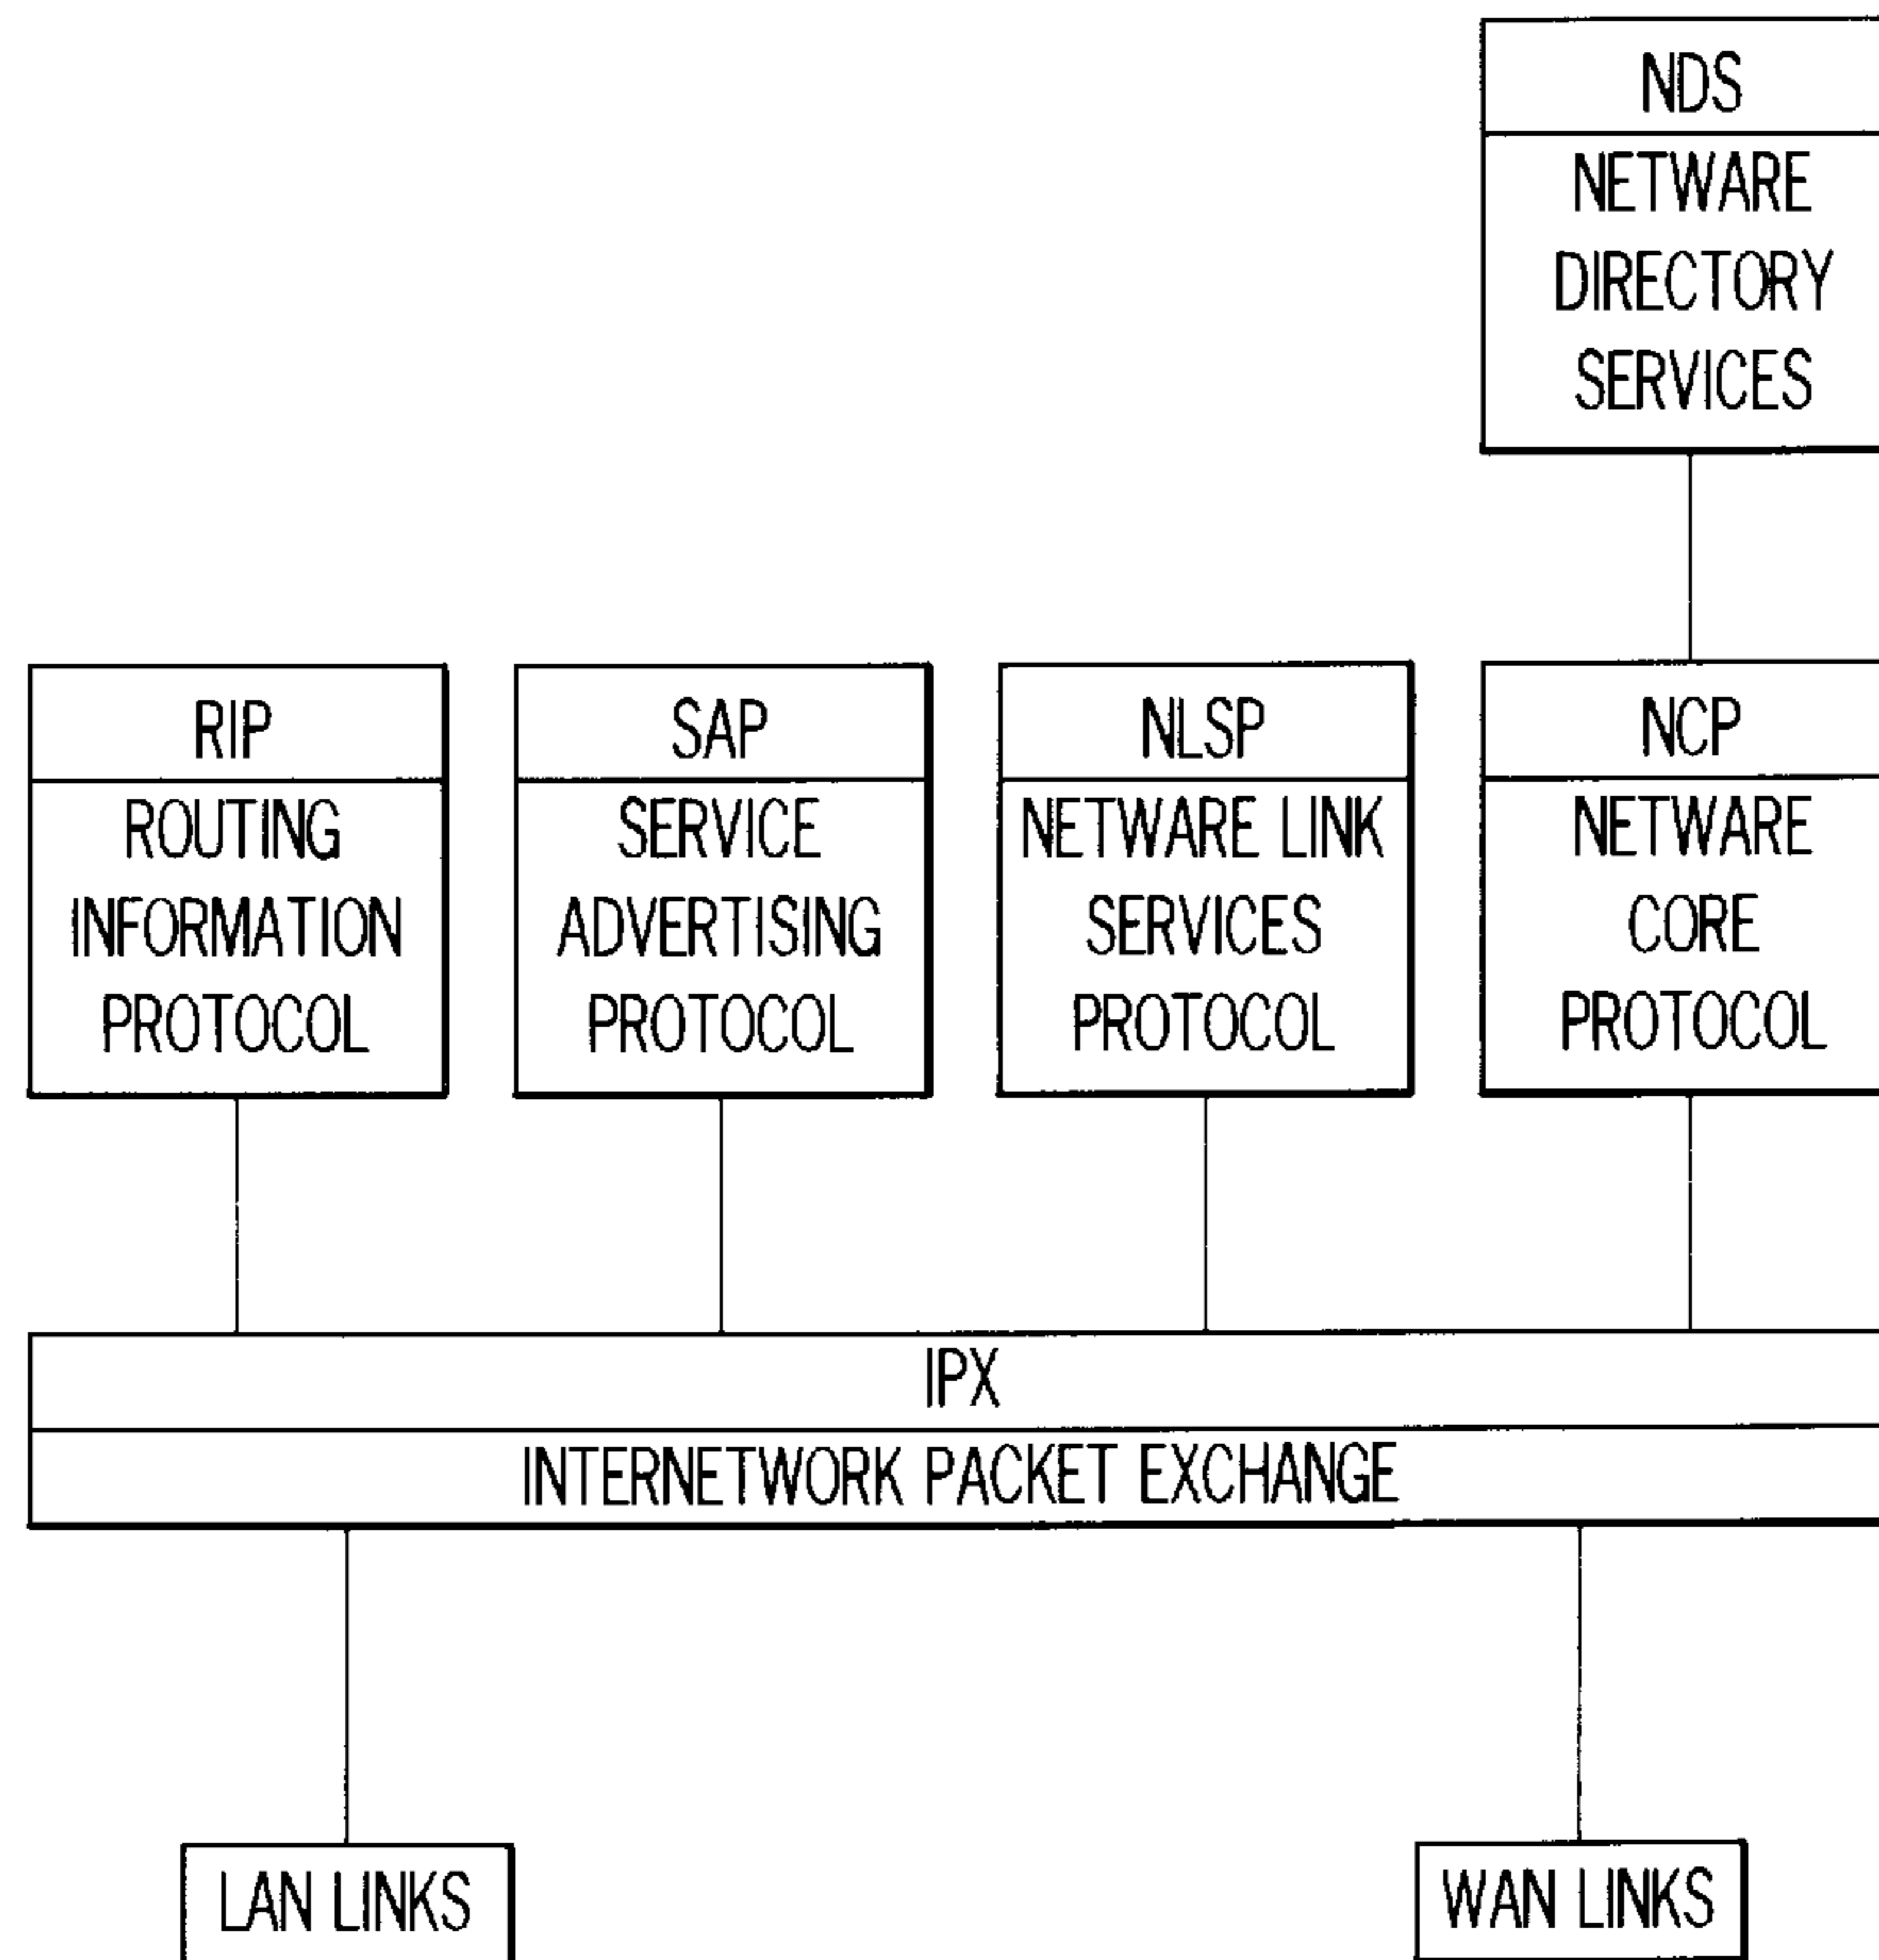 NDS
NETWARE
DIRECTORY
SERVICES
RIP
ROUTING
INFORMATION
PROTOCOL
SAP
SERVICE
ADVERTISING
PROTOCOL
NLSP
NETWARE LINK
SERVICES
PROTOCOL
NCP
NETWARE
CORE
PROTOCOL
IPX
INTERNETWORK PACKET EXCHANGE
LAN LINKS
WAN LINKS